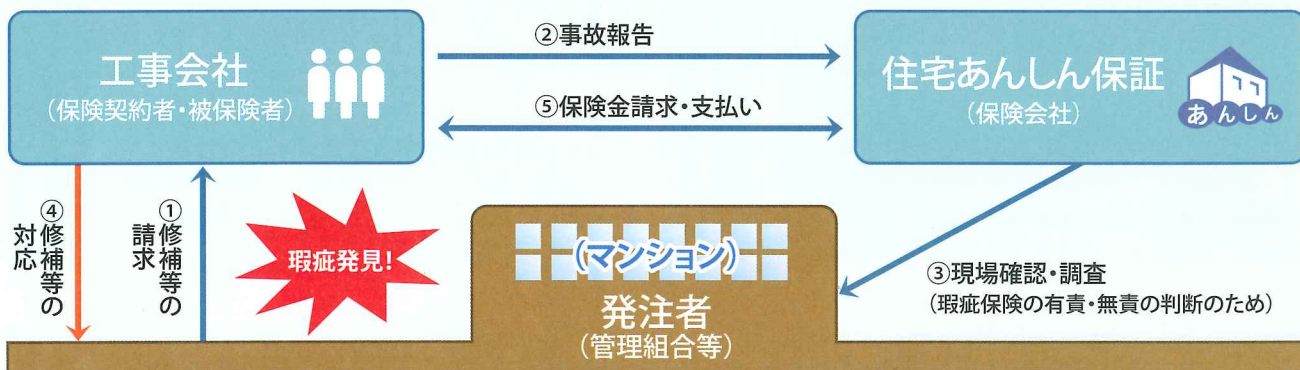 工事会社
(保険契約者・被保険者)
②事故報告
⑤保険金請求・支払い
住宅あんしん保証
(保険会社)
あんしん
④修補等の
対応
①修補等の
請求
瑕疵発見!
(マンション)
発注者
(管理組合等)
③現場確認・調査
(瑕疵保険の有責・無責の判断のため)